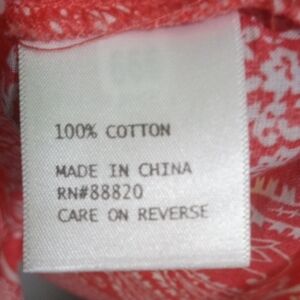 100% COTTON
MADE IN CHINA
RN#88820
CARE ON REVERSE